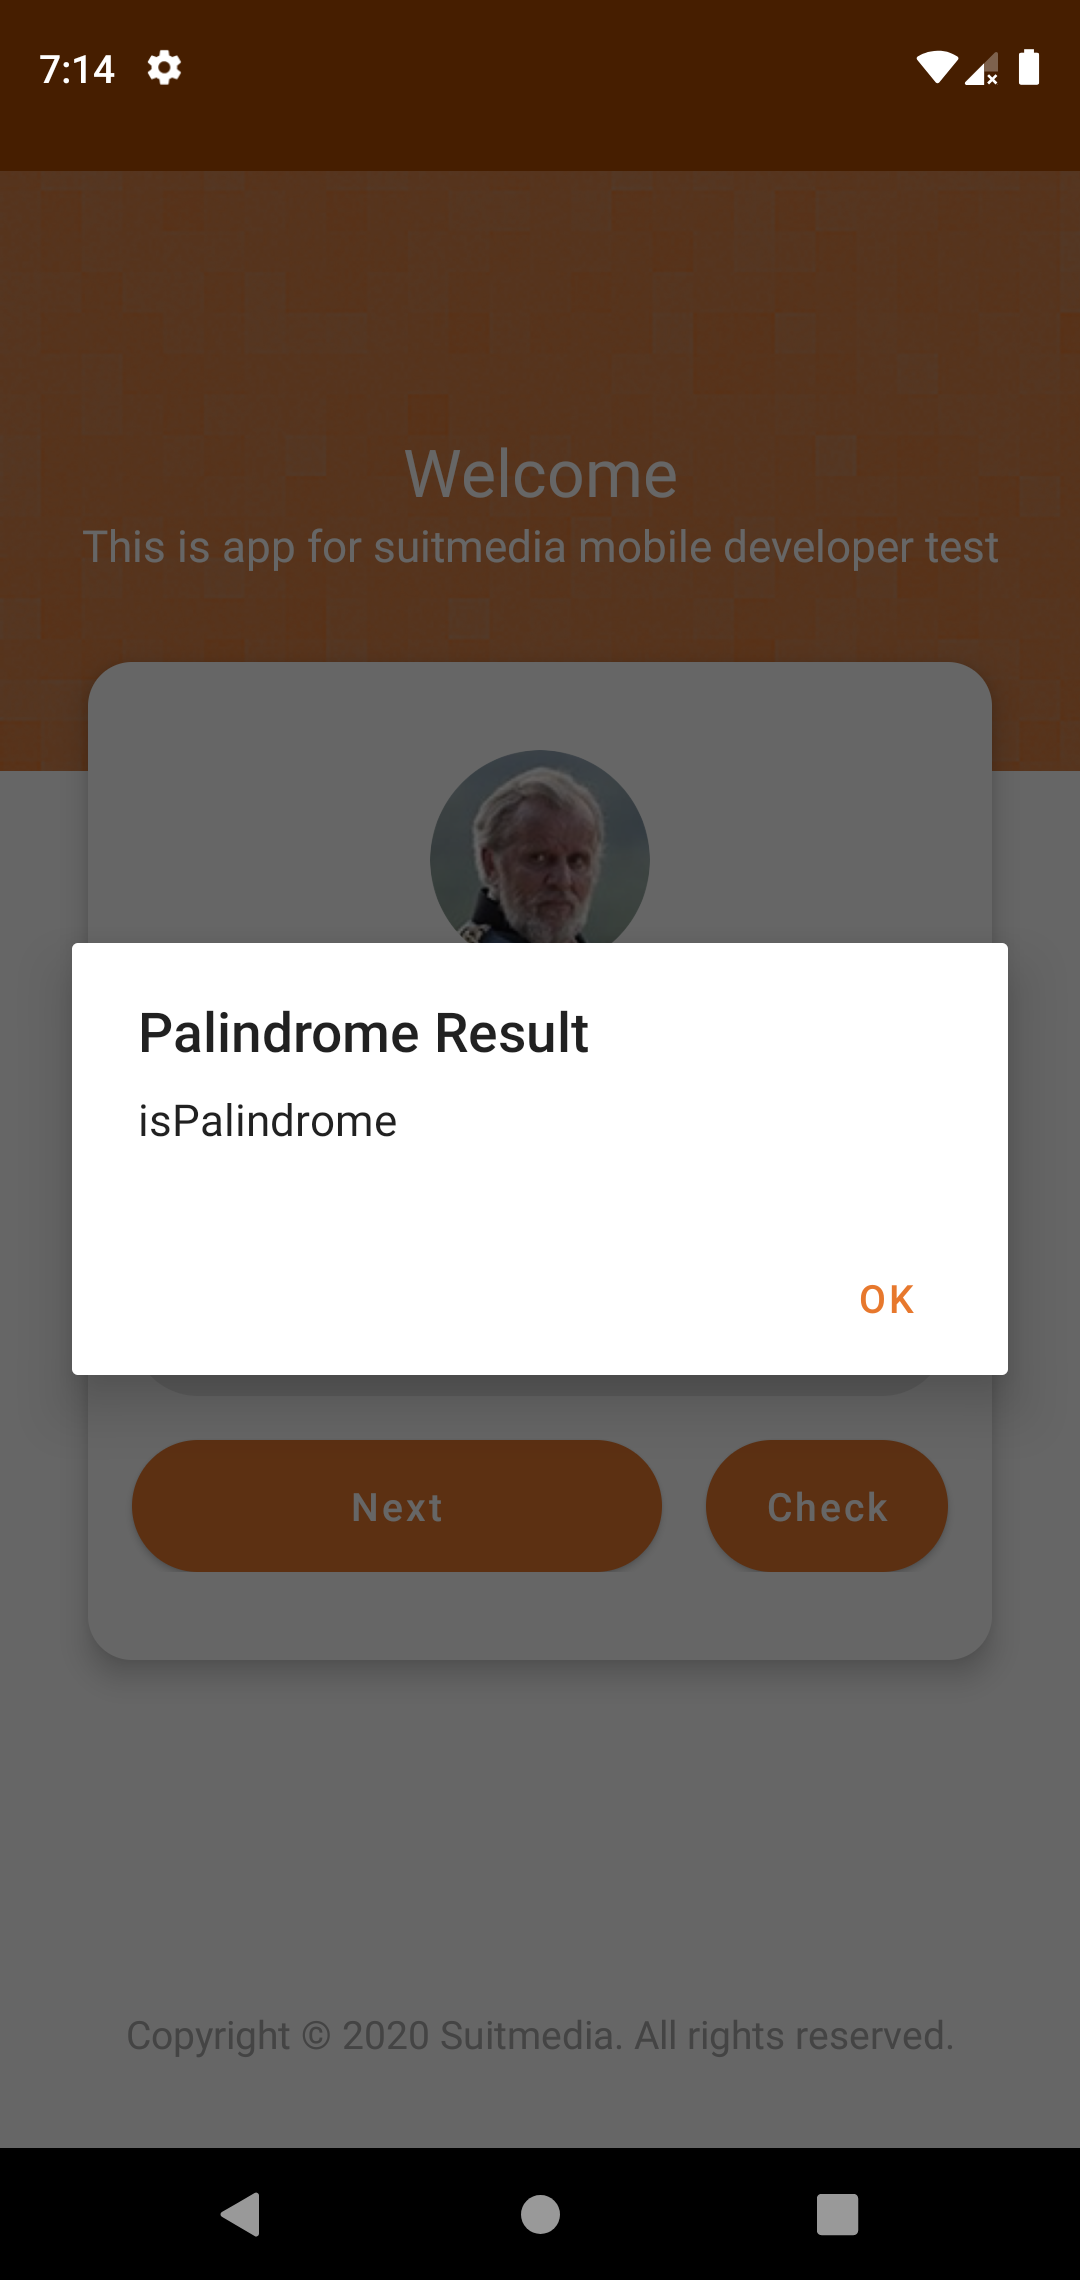 7:14
Welcome
This is app for suitmedia mobile developer test
Palindrome Result
isPalindrome
OK
Next
Check
Copyright © 2020 Suitmedia. All rights reserved.